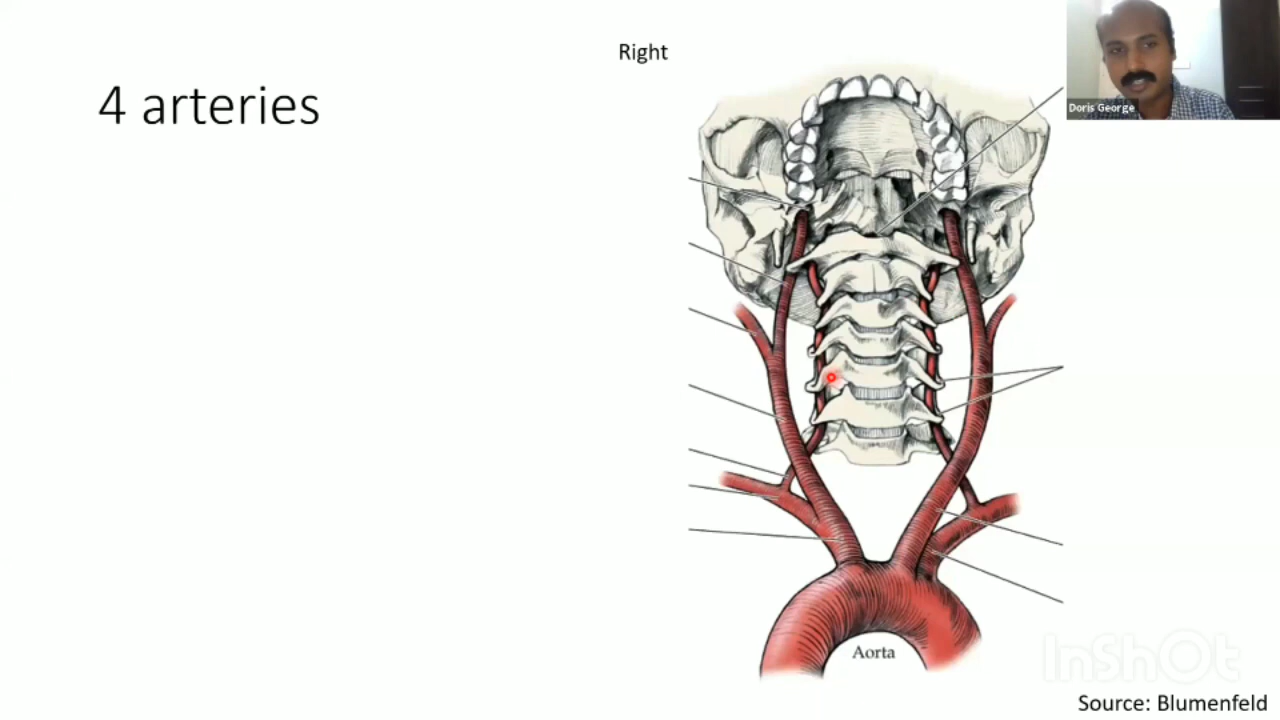 Right
4 arteries
Doris George
Aorta
InShOt
Source: Blumenfeld